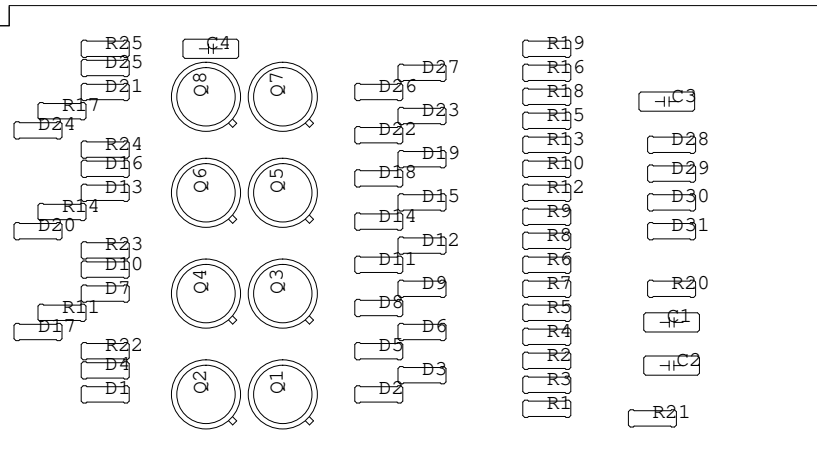 R25 C4 R19
D25 D27 R16
D21 Q8 Q7 D26 R18 C3
R17 D23 R15
D24 D22 R13 D28
R24 D19 R10 D29
D16 Q6 Q5 D18
D13 D15 R12 D30
R14 D14 R9 D31
D20 D12 R8
R23 D11 R6
D10 Q4 Q3 D9 R7 R20
D7 D8 R5 C1
R11 D6 R4
D17 D5 R2 C2
R22 D3 R3
D4 Q2 Q1 D2 R1
D1 R21